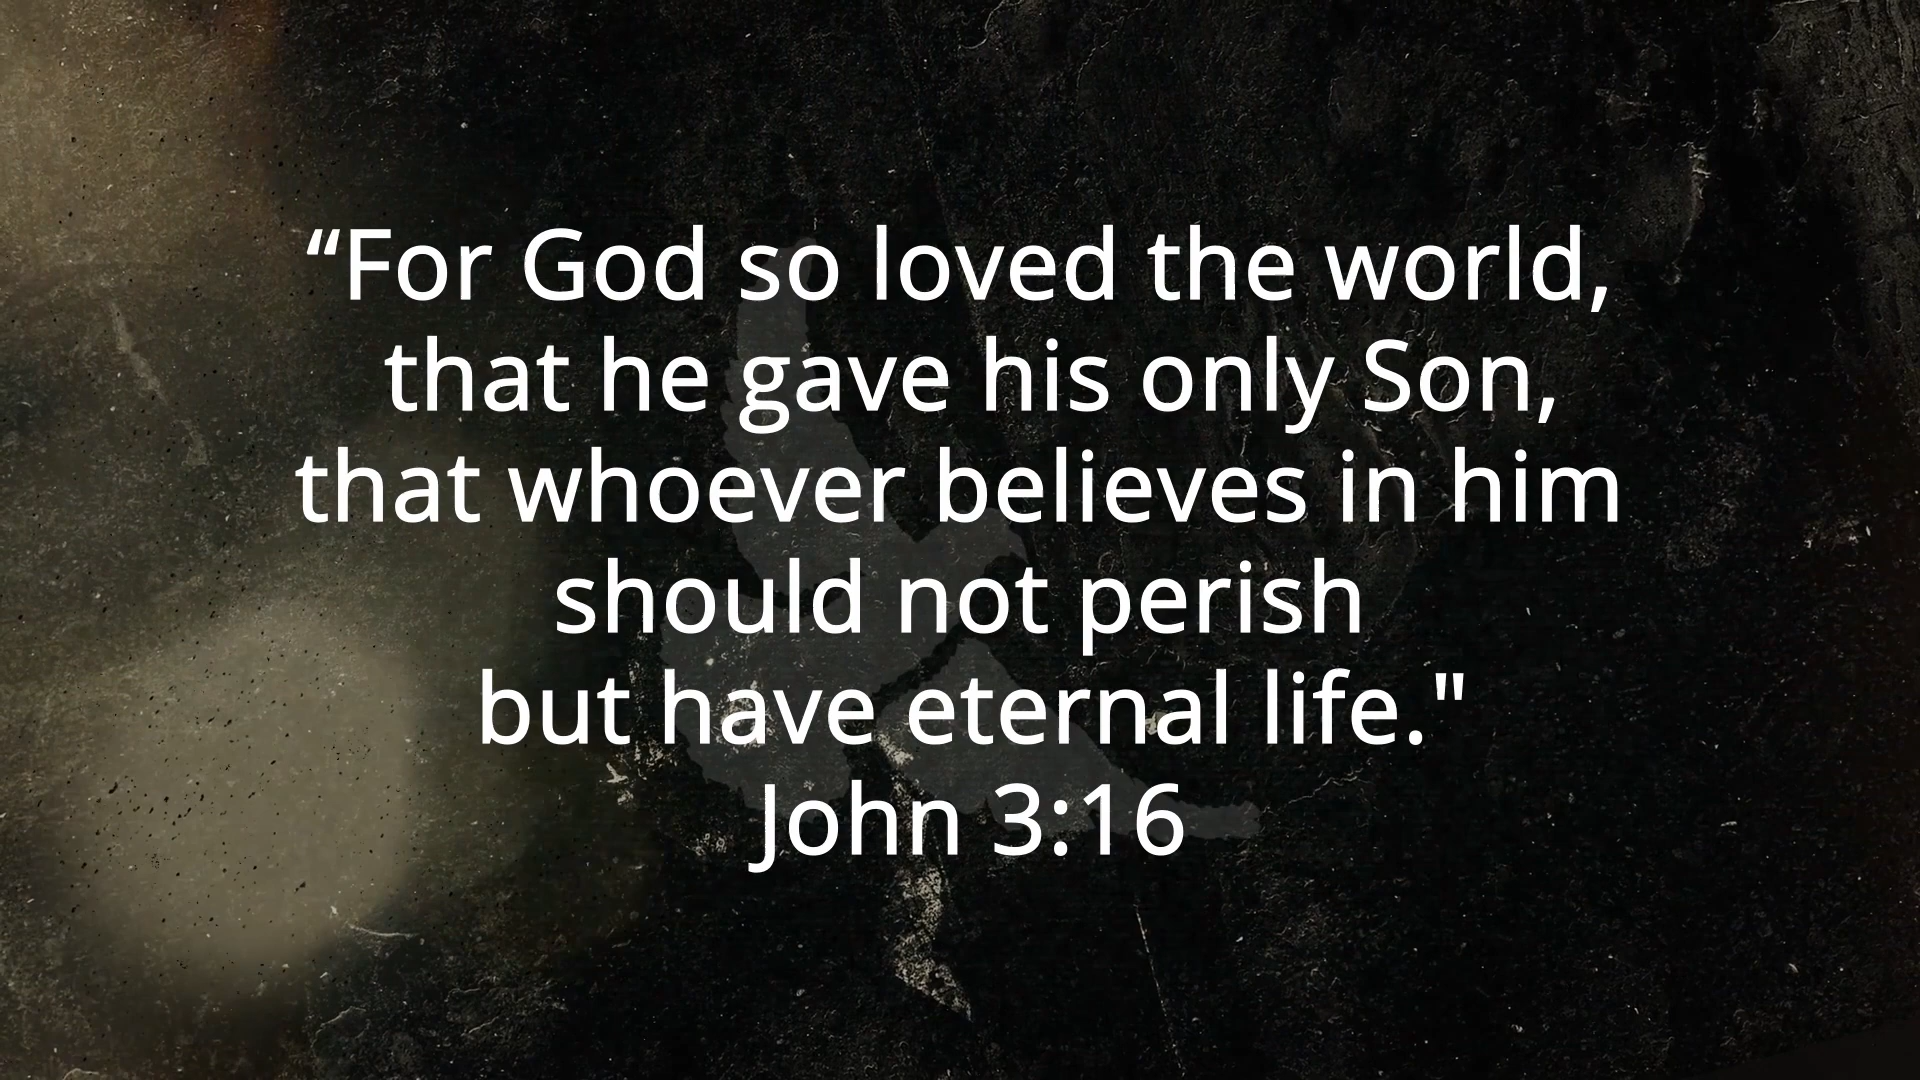 “For God so loved the world,
that he gave his only Son,
that whoever believes in him
should not perish
but have eternal life."
John 3:16